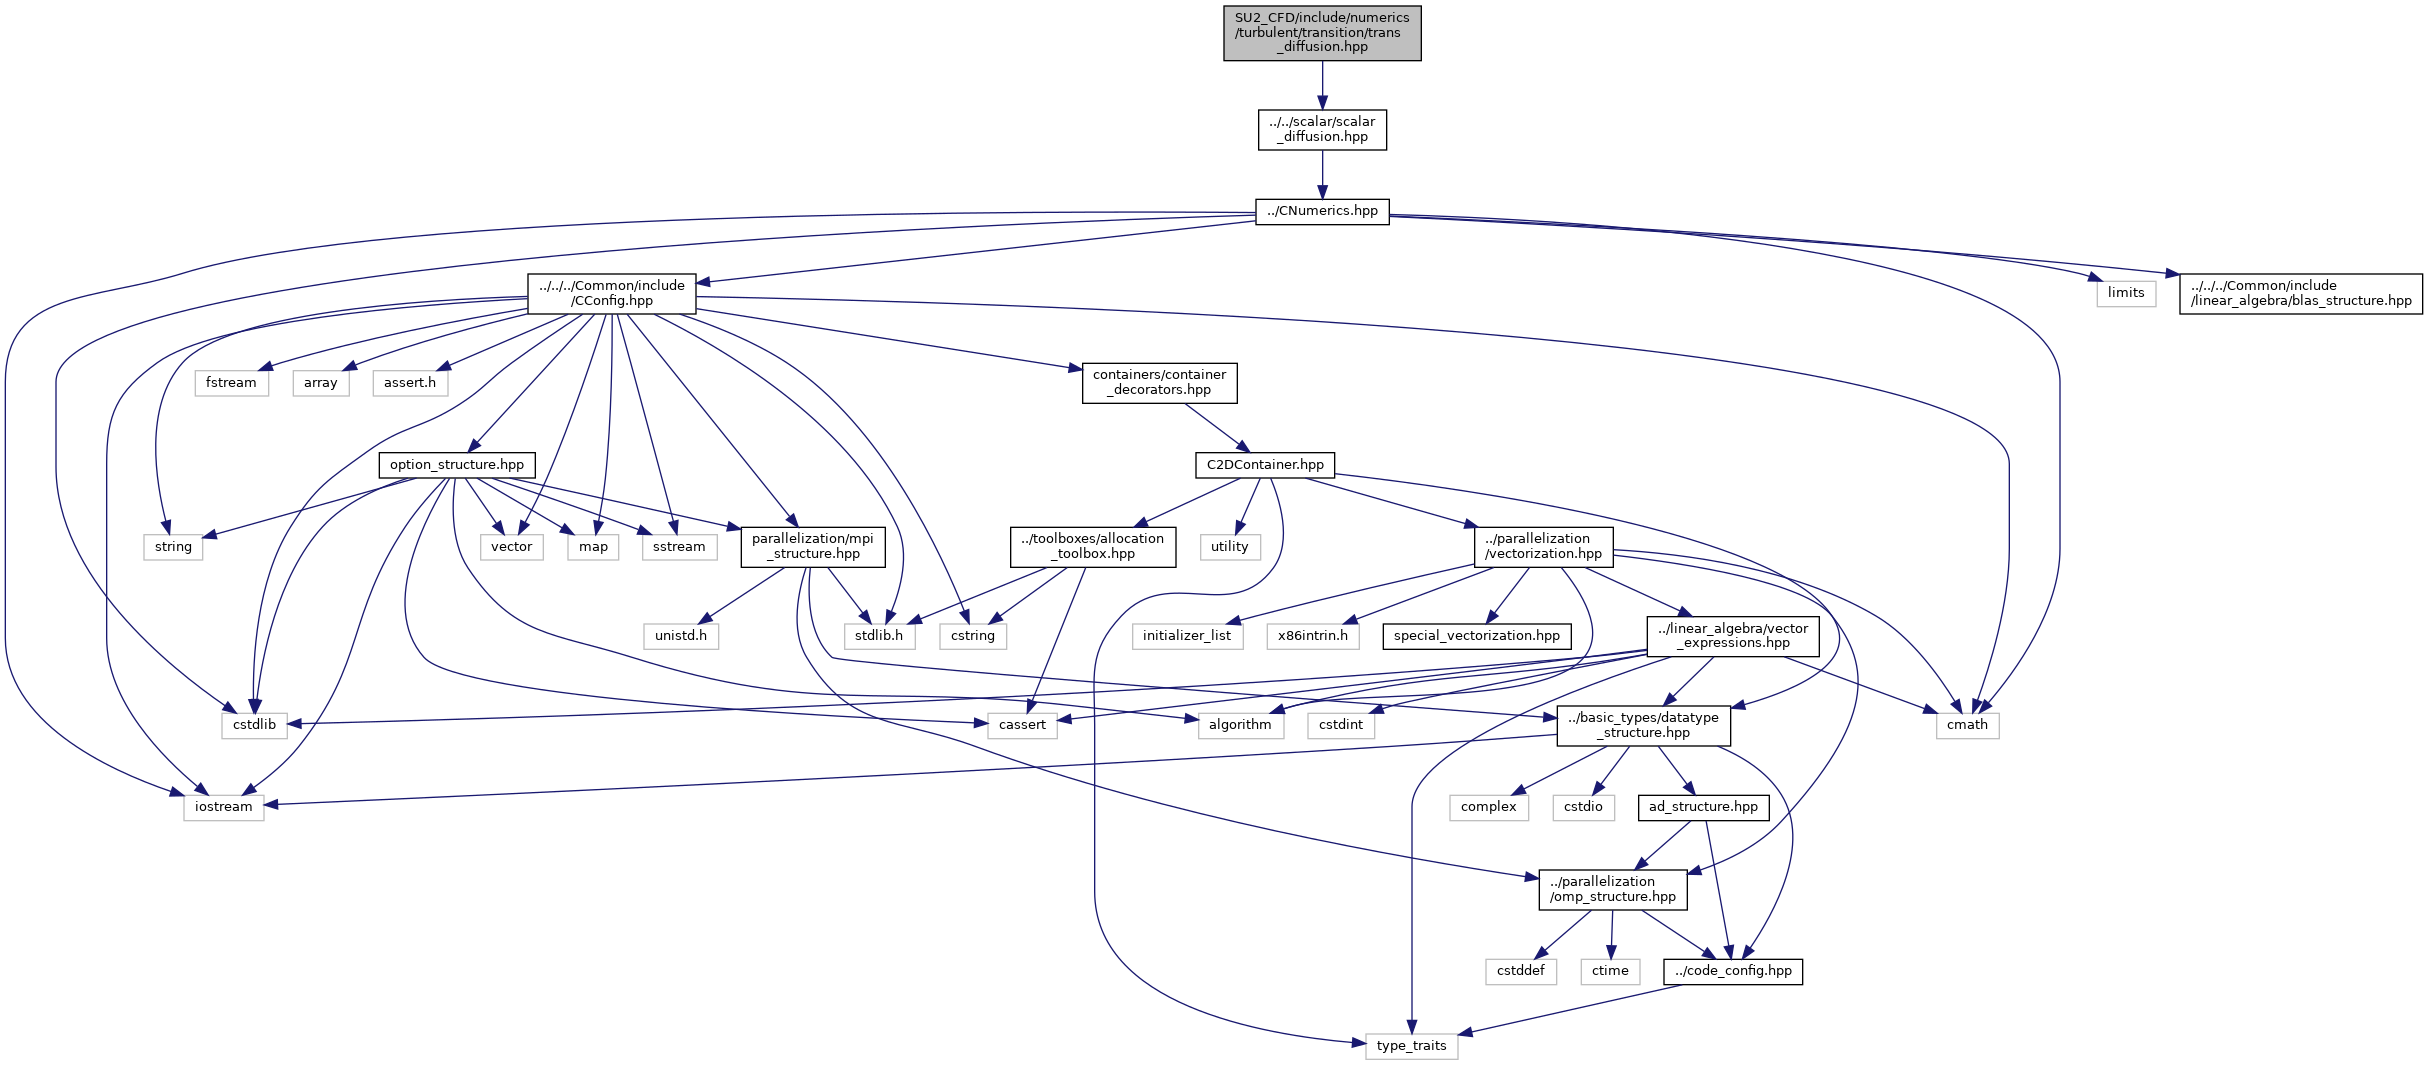 SU2_CFD/include/numerics
/turbulent/transition/trans
_diffusion.hpp
../../scalar/scalar
_diffusion.hpp
../CNumerics.hpp
../../../Common/include
/CConfig.hpp
limits
../../../Common/include
/linear_algebra/blas_structure.hpp
fstream
array
assert.h
containers/container
_decorators.hpp
option_structure.hpp
C2DContainer.hpp
string
vector
map
sstream
parallelization/mpi
_structure.hpp
../toolboxes/allocation
_toolbox.hpp
utility
../parallelization
/vectorization.hpp
unistd.h
stdlib.h
cstring
initializer_list
x86intrin.h
special_vectorization.hpp
../linear_algebra/vector
_expressions.hpp
cstdlib
cassert
algorithm
cstdint
../basic_types/datatype
_structure.hpp
cmath
iostream
complex
cstdio
ad_structure.hpp
../parallelization
/omp_structure.hpp
cstddef
ctime
../code_config.hpp
type_traits